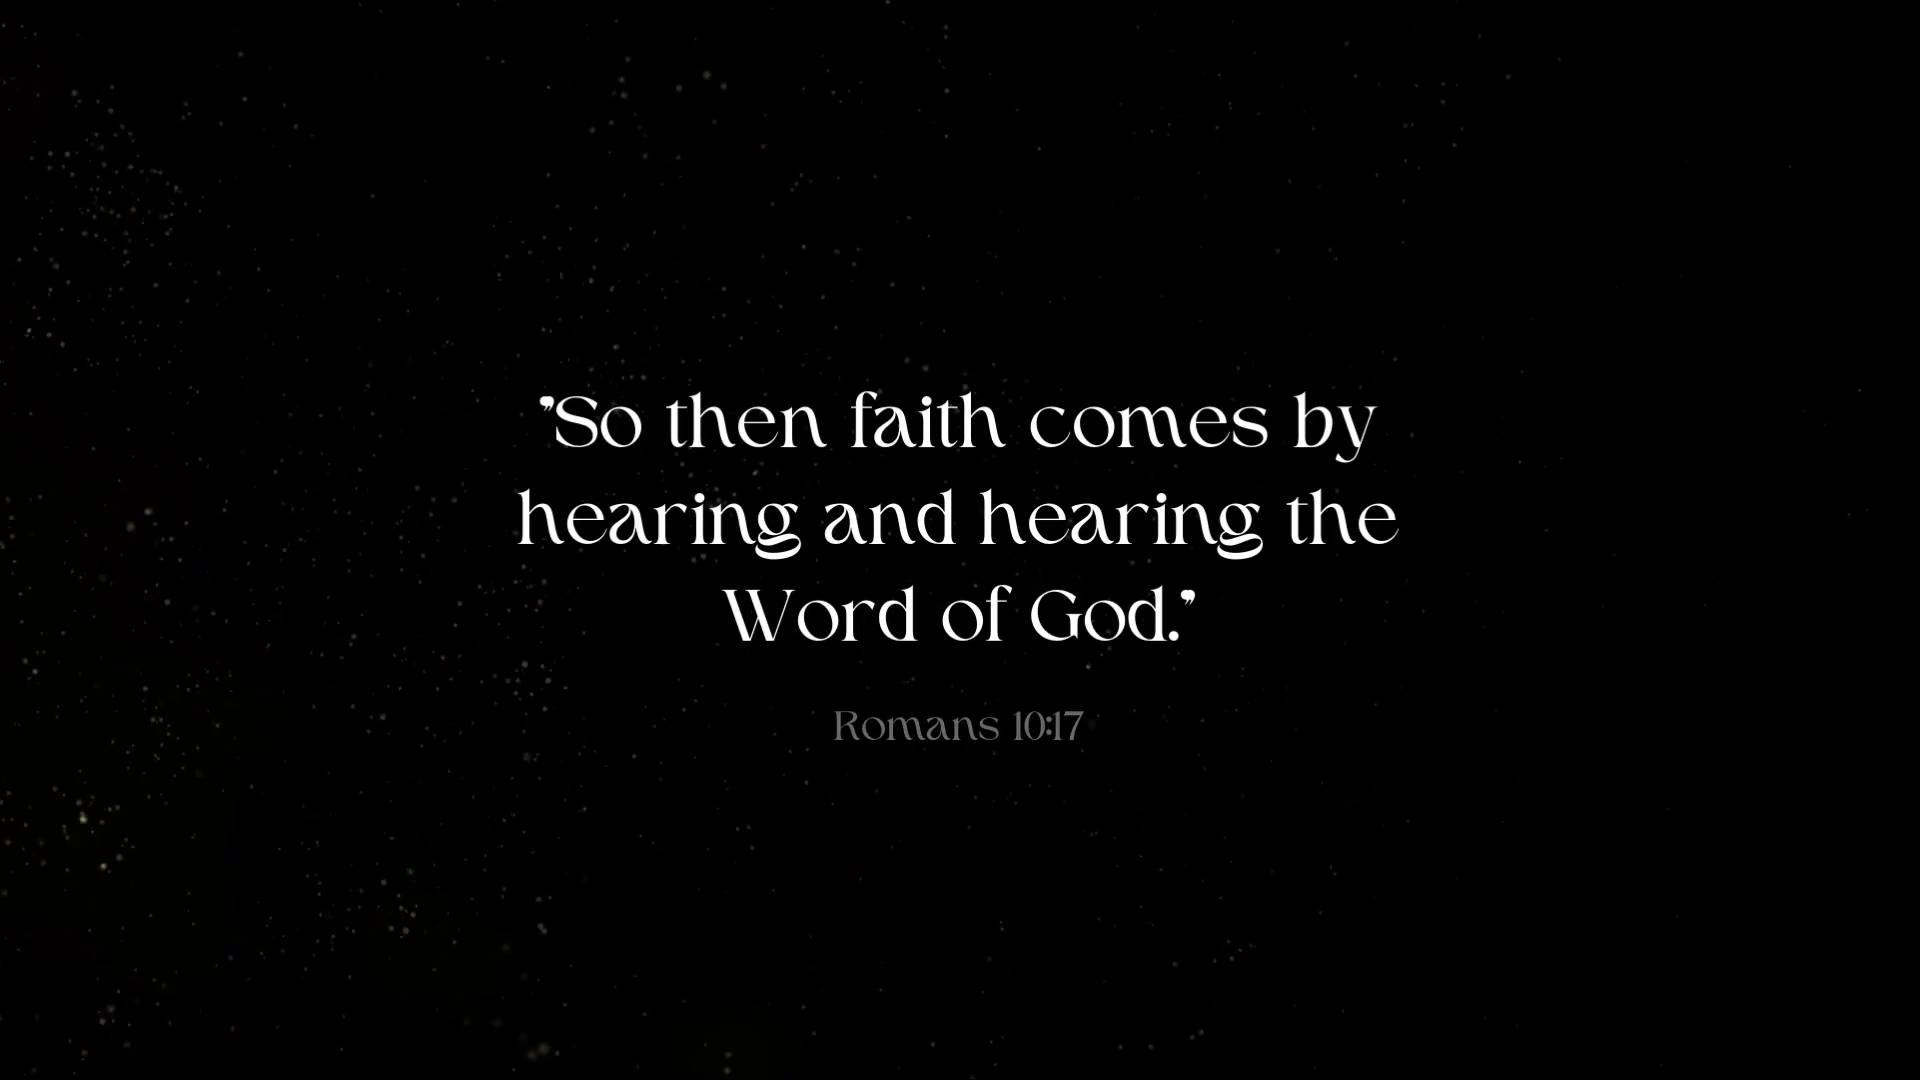 "So then faith comes by
hearing and hearing the
Word of God."
Romans 10:17